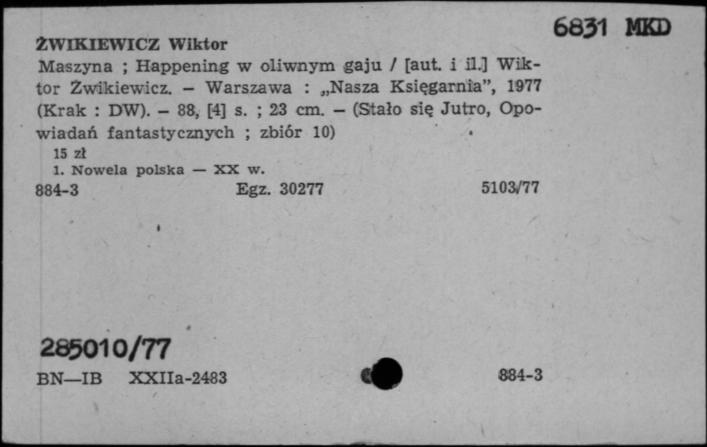 6831 MKD
ŻWIKIEWICZ Wiktor
Maszyna ; Happening w oliwnym gaju / [aut. i il.] Wik-
tor Żwikiewicz. — Warszawa : „Nasza Księgarnia”, 1977
(Krak : DW). — 88, [4] s. ; 23 cm. — (Stało się Jutro, Opo-
wiadań fantastycznych ; zbiór 10)
15 zł
1. Nowela polska — XX w.
884-3 Egz. 30277 5103/77
285010/77
BN—IB XXIIa-2483 884-3